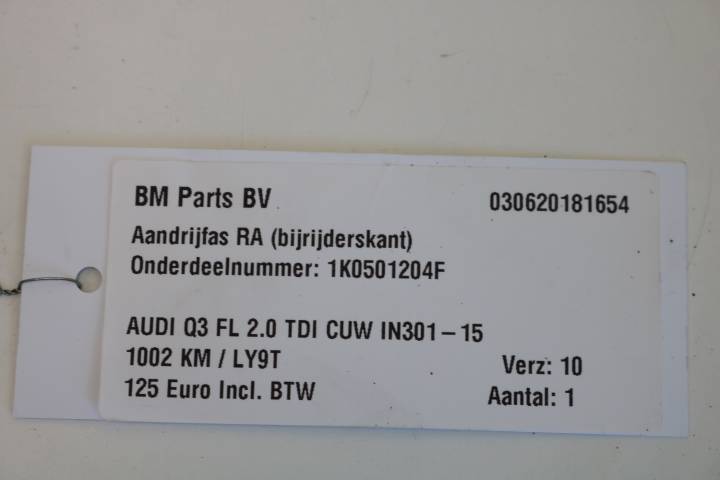 BM Parts BV 030620181654
Aandrijfas RA (bijrijderskant)
Onderdeelnummer: 1K0501204F
AUDI Q3 FL 2.0 TDI CUW IN301-15
1002 KM / LY9T Verz: 10
125 Euro Incl. BTW Aantal: 1